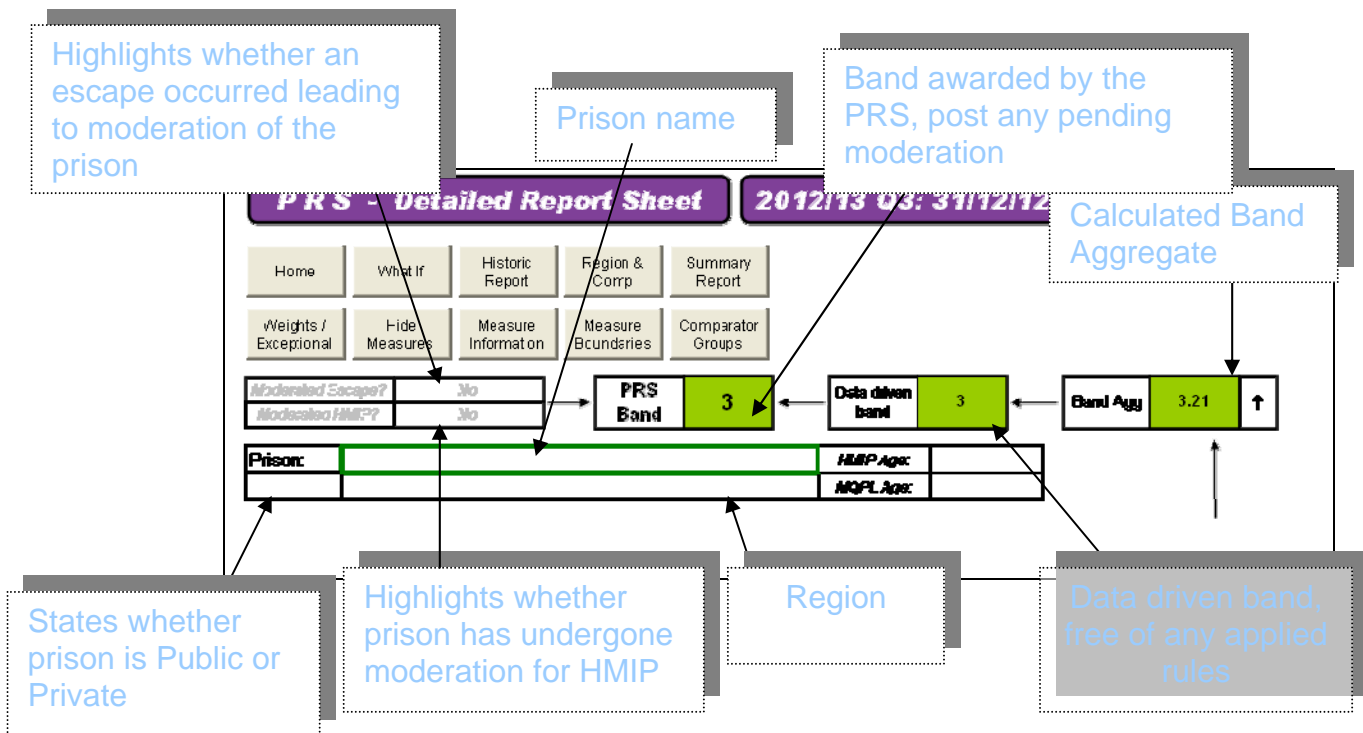 Highlights whether an
escape occurred leading
to moderation of the
prison
Prison name
Band awarded by the
PRS, post any pending
moderation
Calculated Band
Aggregate
PRS - Detailed Report Sheet
2012/13 Q3: 31/12/12
Home
What If
Historic
Report
Region &
Comp
Summary
Report
Weights /
Exceptional
Hide
Measures
Measure
Information
Measure
Boundaries
Comparator
Groups
Moderated Escape? No
Moderated HMIP? No
PRS
Band
3
Data driven
band
3
Band Agg 3.21 ↑
Prison:
HMIP Age:
MQPL Age:
States whether
prison is Public or
Private
Highlights whether
prison has undergone
moderation for HMIP
Region
Data driven band,
free of any applied
rules